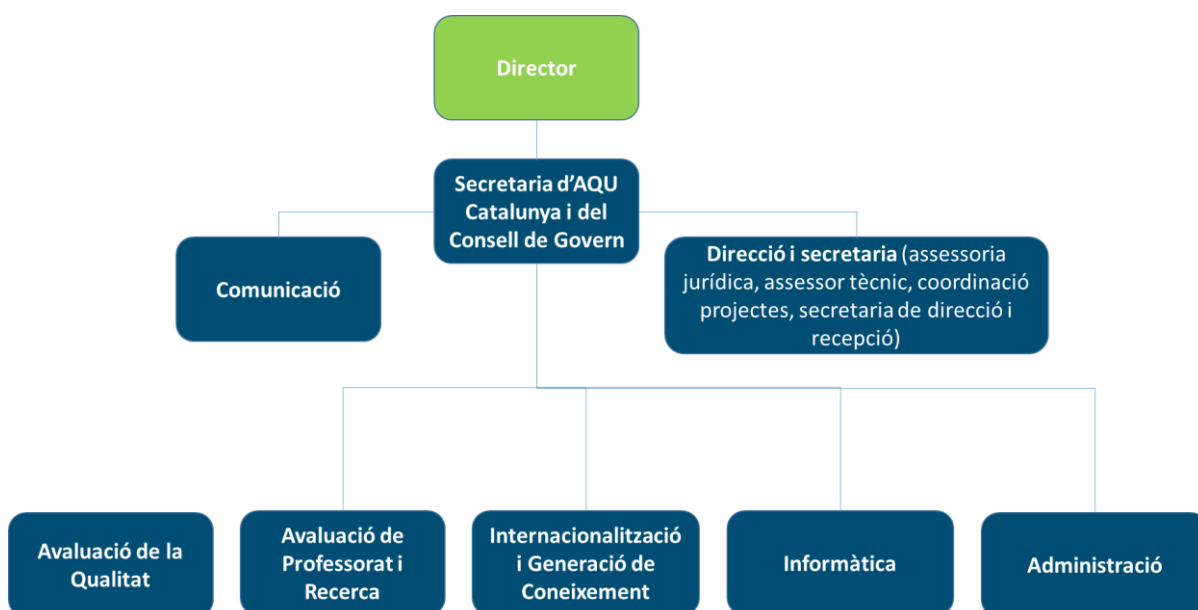 Director
Secretaria d'AQU
Catalunya i del
Consell de Govern
Comunicació
Direcció i secretaria (assessoria
jurídica, assessor tècnic, coordinació
projectes, secretaria de direcció i
recepció)
Avaluació de la
Qualitat
Avaluació de
Professorat i
Recerca
Internacionalització
i Generació de
Coneixement
Informàtica
Administració